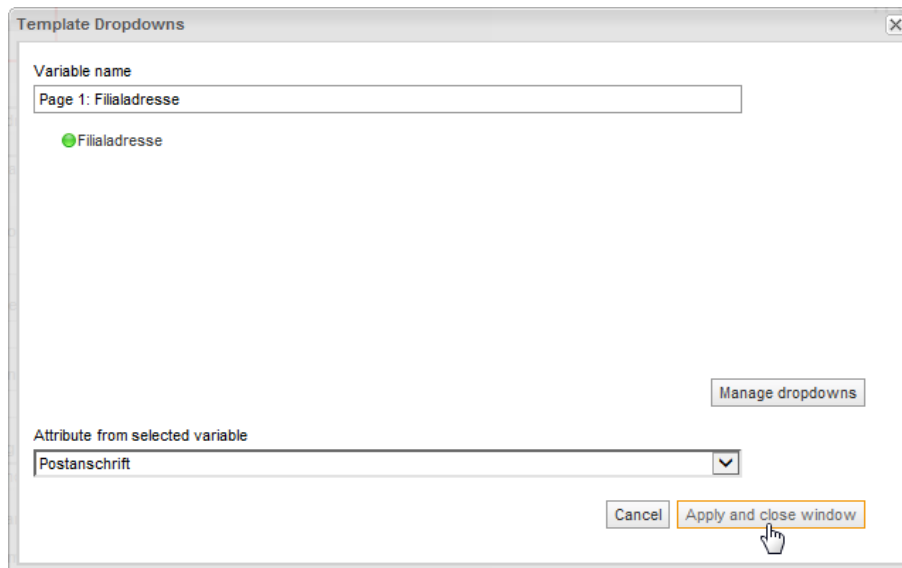 Template Dropdowns
Variable name
Page 1: Filialadresse
Filialadresse
Manage dropdowns
Attribute from selected variable
Postanschrift
Cancel
Apply and close window